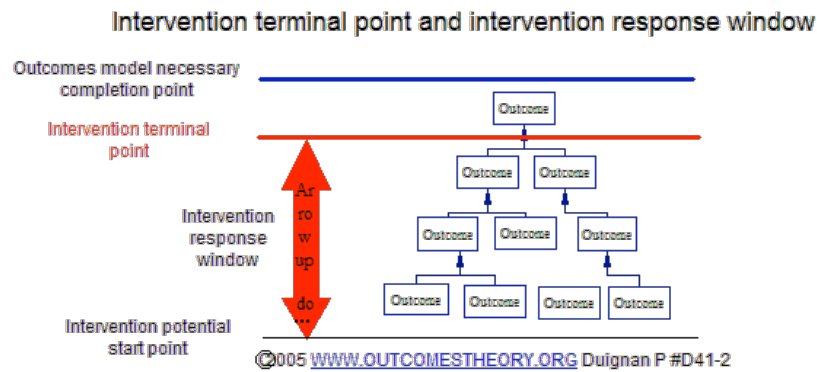 Intervention terminal point and intervention response window
Outcomes model necessary
completion point
Outcome
Intervention terminal
point
Outcome
Outcome
Ar
ro
w
up
do
...
Intervention
response
window
Outcome
Outcome
Outcome
Outcome
Outcome
Outcome
Outcome
Intervention potential
start point
©2005 WWW.OUTCOMESTHEORY.ORG Duignan P #D41-2